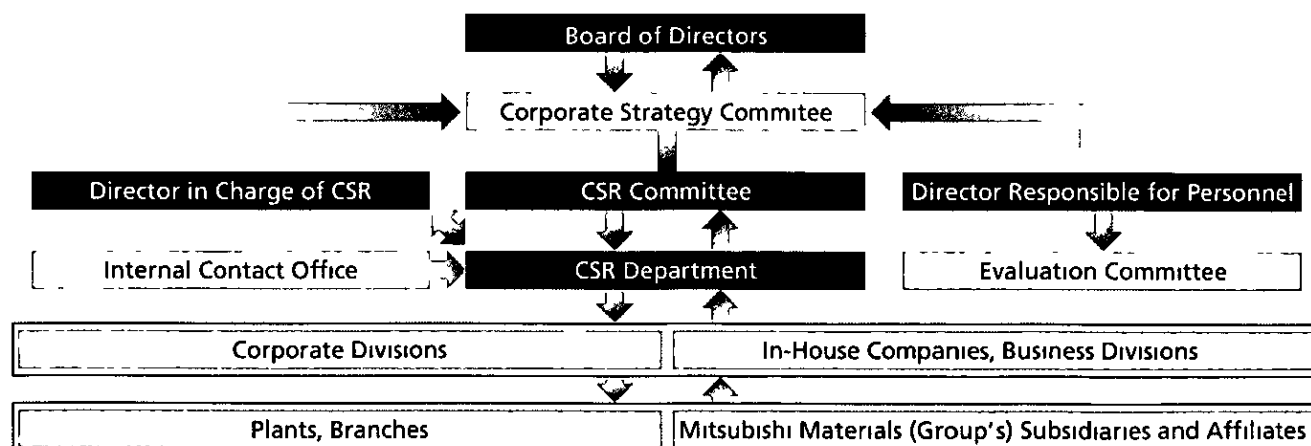 Board of Directors
Corporate Strategy Commitee
Director in Charge of CSR
CSR Committee
Director Responsible for Personnel
Internal Contact Office
CSR Department
Evaluation Committee
Corporate Divisions
In-House Companies, Business Divisions
Plants, Branches
Mitsubishi Materials (Group's) Subsidiaries and Affiliates